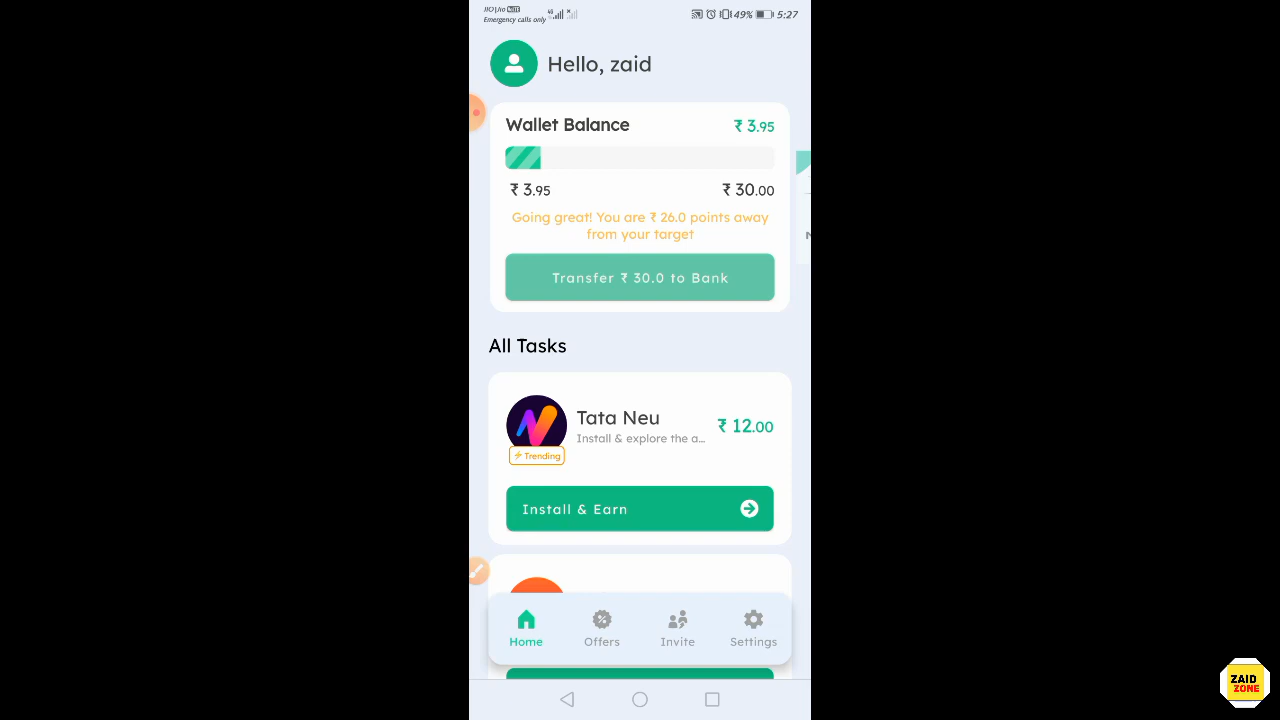 JIO|Jio VoLTE
Emergency calls only
4G
49%
5:27
Hello, zaid
Wallet Balance
₹ 3.95
₹ 3.95
₹ 30.00
Going great! You are ₹ 26.0 points away
from your target
Transfer ₹ 30.0 to Bank
All Tasks
Tata Neu
₹ 12.00
Install & explore the a...
Trending
Install & Earn
Home
Offers
Invite
Settings
ZAID
ZONE